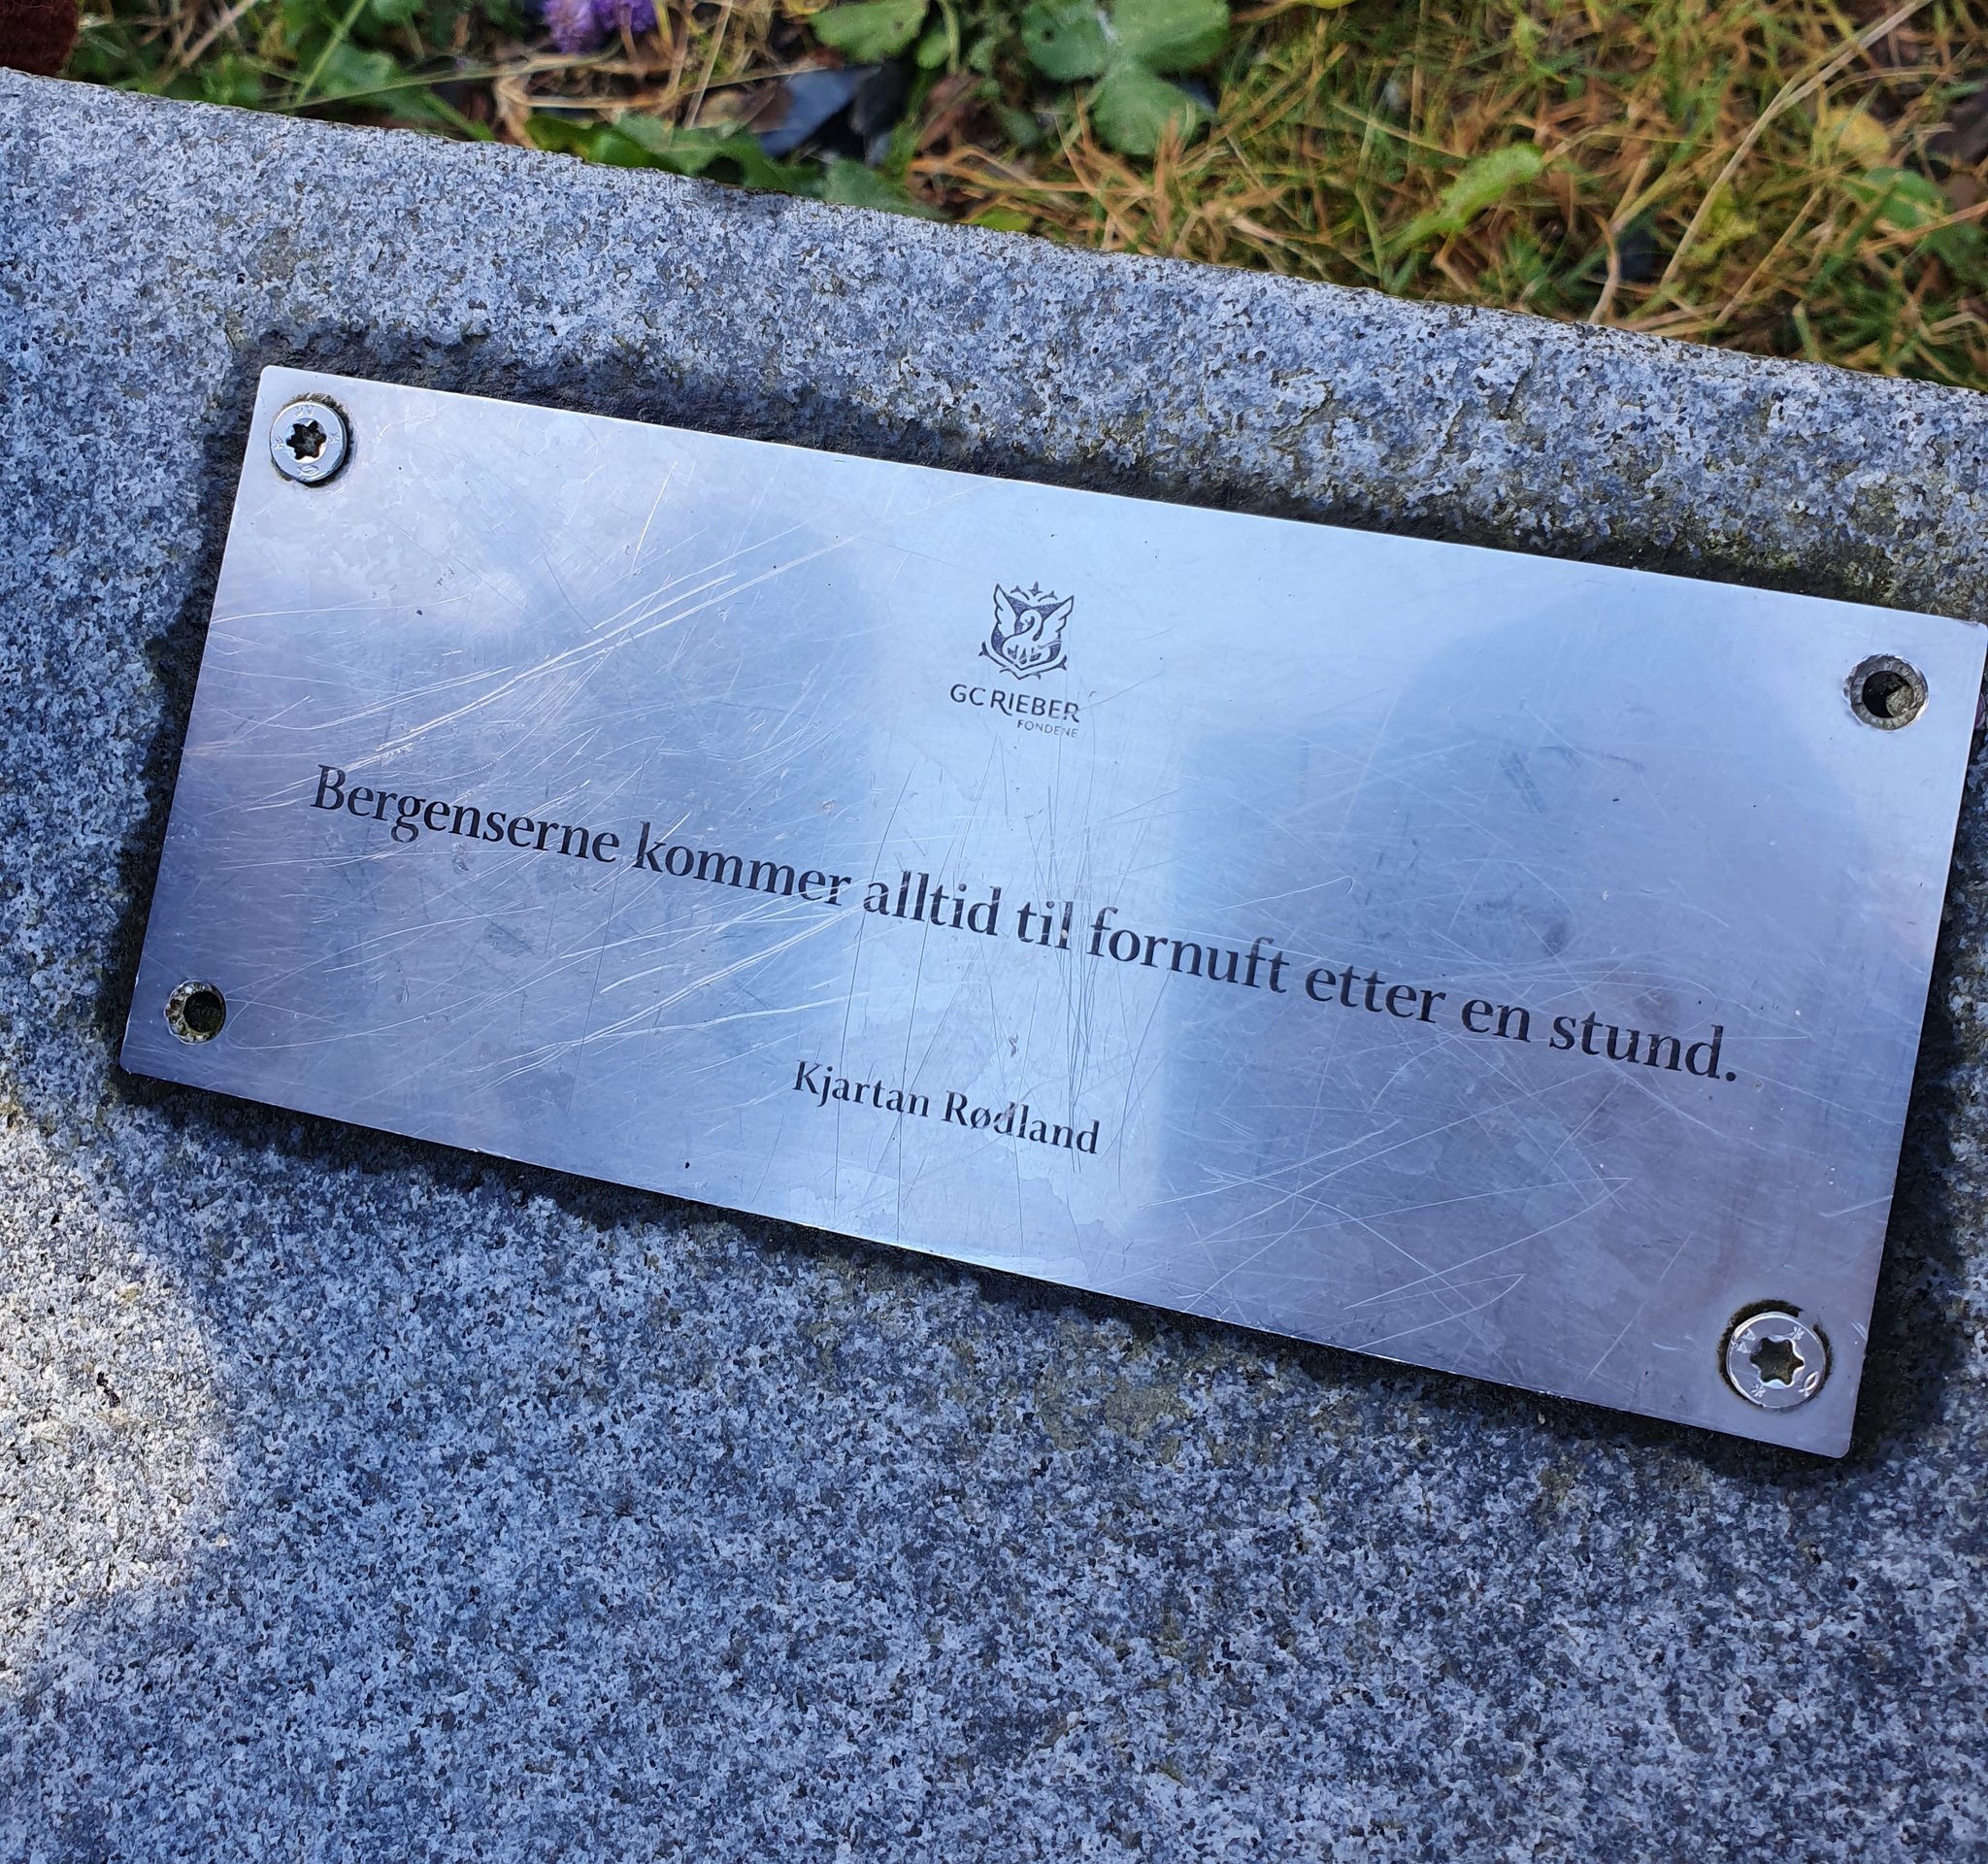 GC RIEBER
FONDENE
Bergenserne kommer alltid til fornuft etter en stund.
Kjartan Rødland